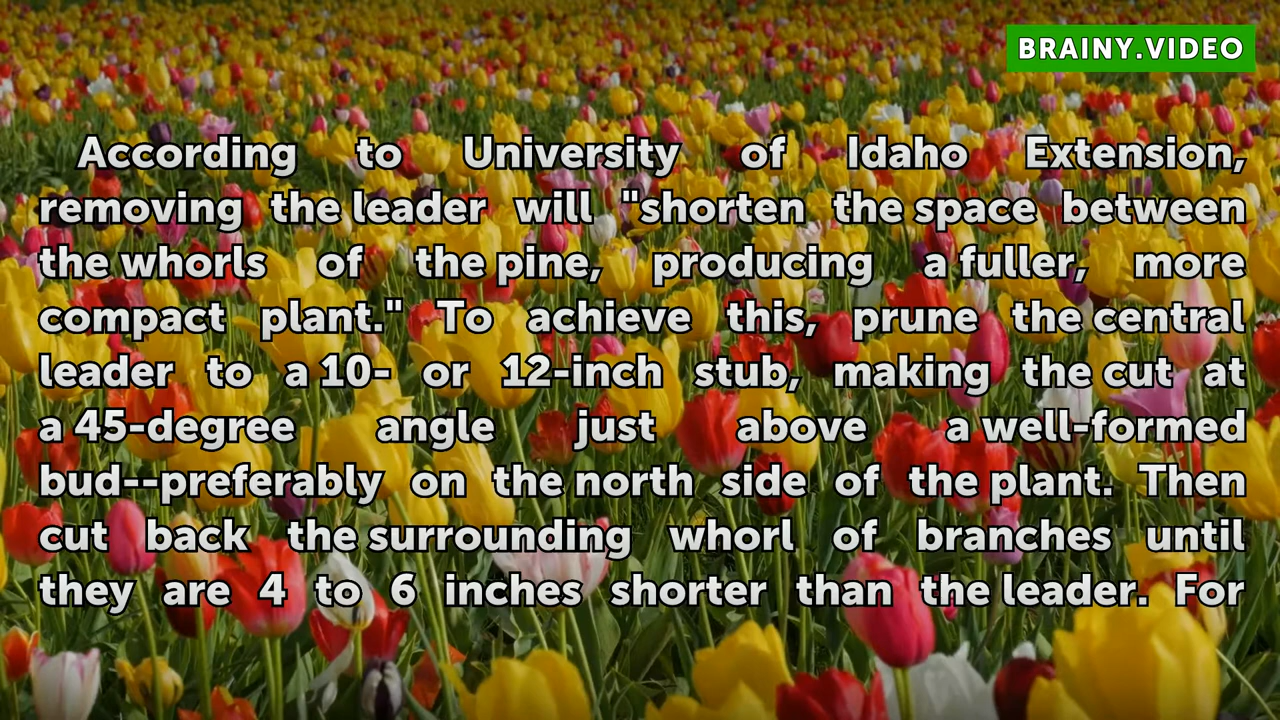 BRAINY.VIDEO
According to University of Idaho Extension,
removing the leader will "shorten the space between
the whorls of the pine, producing a fuller, more
compact plant." To achieve this, prune the central
leader to a 10- or 12-inch stub, making the cut at
a 45-degree angle just above a well-formed
bud--preferably on the north side of the plant. Then
cut back the surrounding whorl of branches until
they are 4 to 6 inches shorter than the leader. For